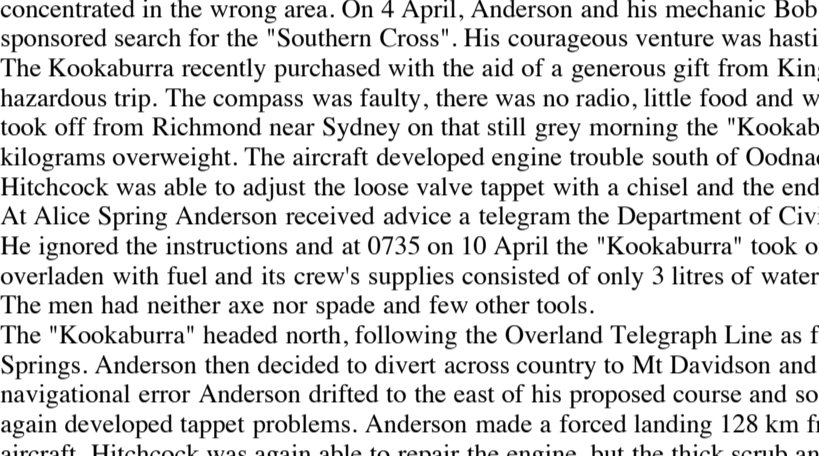 concentrated in the wrong area. On 4 April, Anderson and his mechanic Bob
sponsored search for the "Southern Cross". His courageous venture was hasti
The Kookaburra recently purchased with the aid of a generous gift from King
hazardous trip. The compass was faulty, there was no radio, little food and w
took off from Richmond near Sydney on that still grey morning the "Kookab
kilograms overweight. The aircraft developed engine trouble south of Oodna
Hitchcock was able to adjust the loose valve tappet with a chisel and the end
At Alice Spring Anderson received advice a telegram the Department of Civi
He ignored the instructions and at 0735 on 10 April the "Kookaburra" took o
overladen with fuel and its crew's supplies consisted of only 3 litres of water
The men had neither axe nor spade and few other tools.
The "Kookaburra" headed north, following the Overland Telegraph Line as f
Springs. Anderson then decided to divert across country to Mt Davidson and
navigational error Anderson drifted to the east of his proposed course and so
again developed tappet problems. Anderson made a forced landing 128 km f
aircraft. Hitchcock was again able to repair the engine, but the thick scrub an